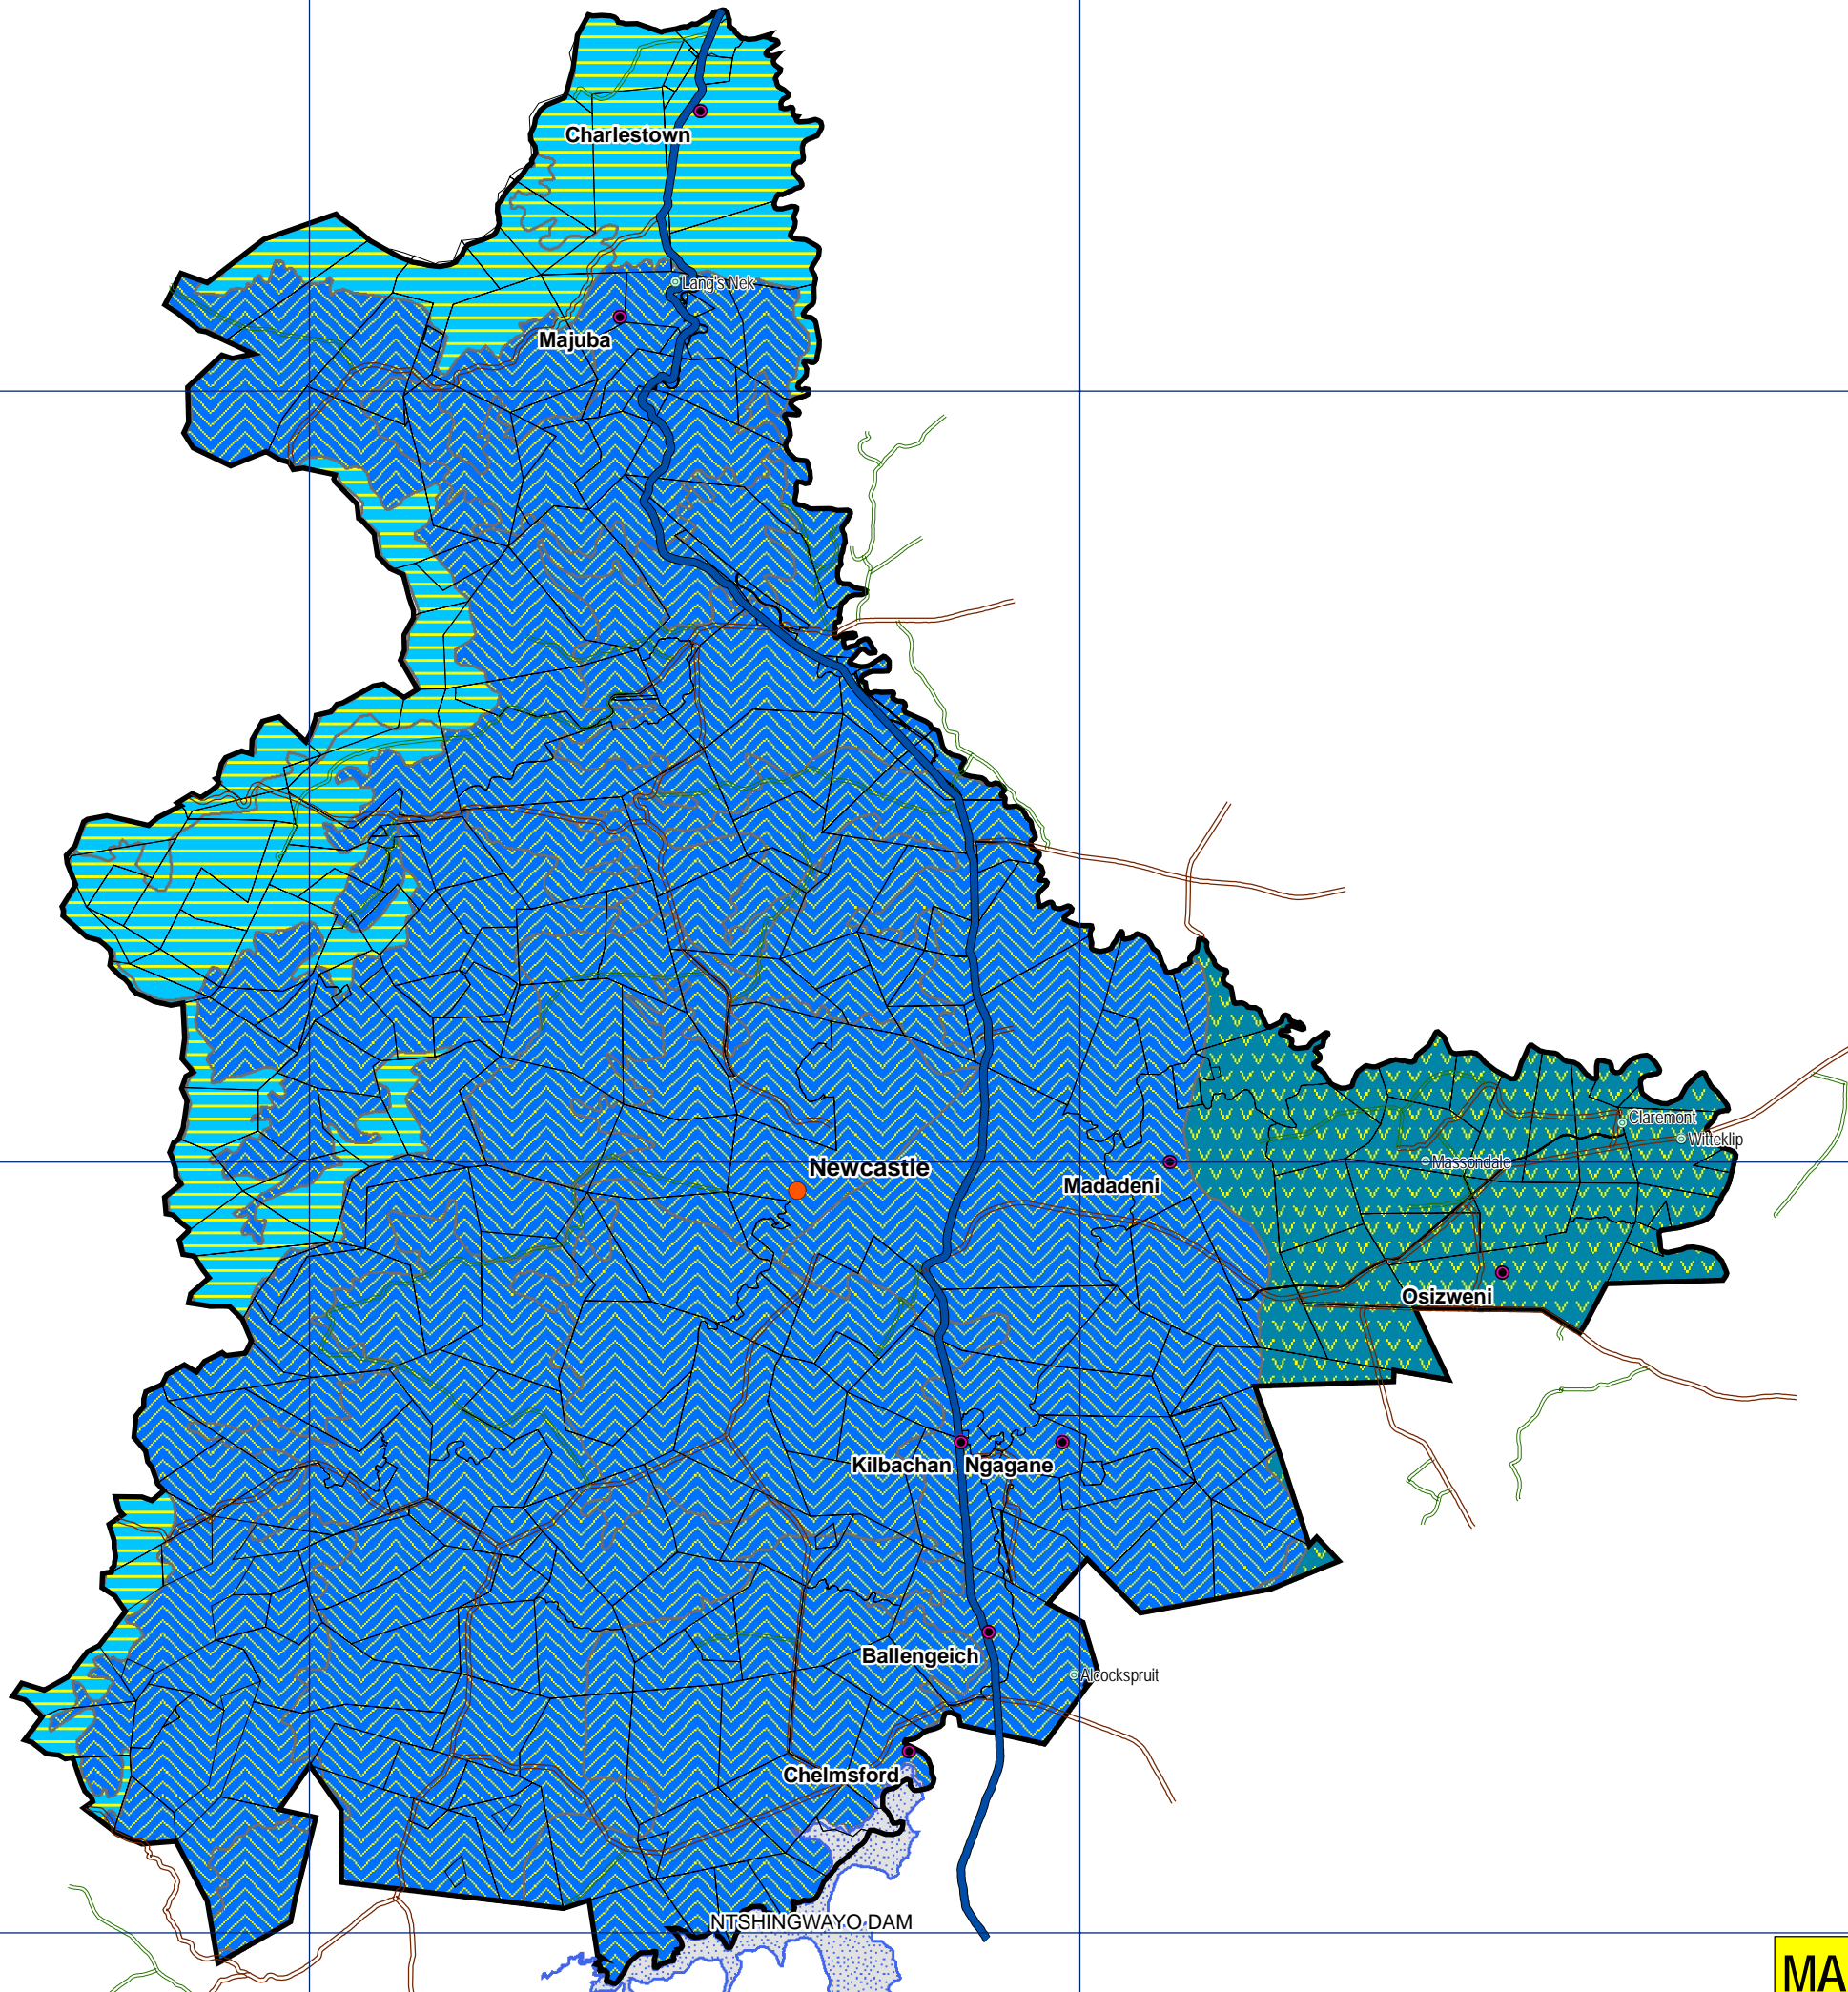 Charlestown
Lang's Nek
Majuba
Claremont
Witteklip
Massondale
Newcastle
Madadeni
Osizweni
Kilbachan Ngagane
Ballengeich
Alcockspruit
Chelmsford
NTSHINGWAYO DAM
MA